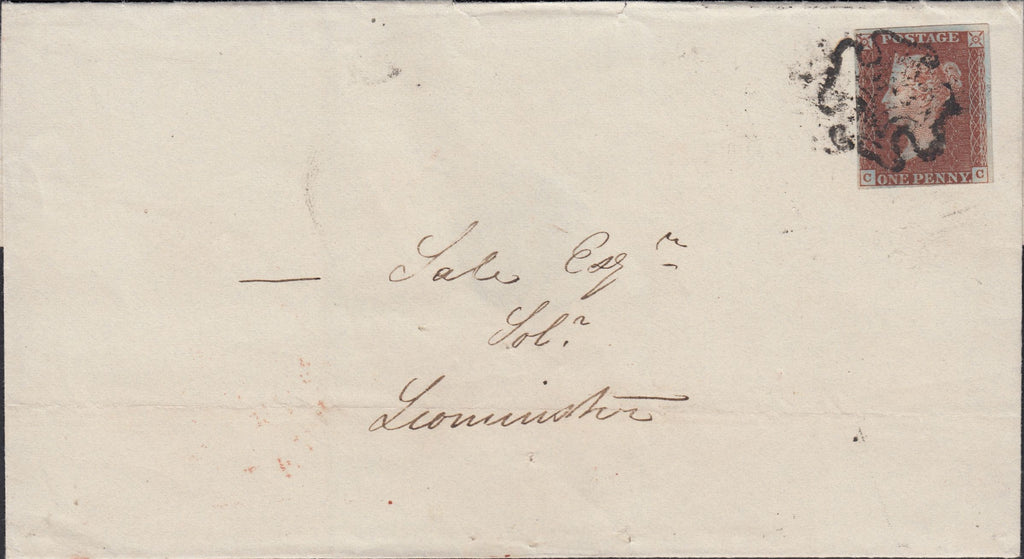 POSTAGE
C ONE PENNY. C
— Sale Esqr
Solr.
Leominster